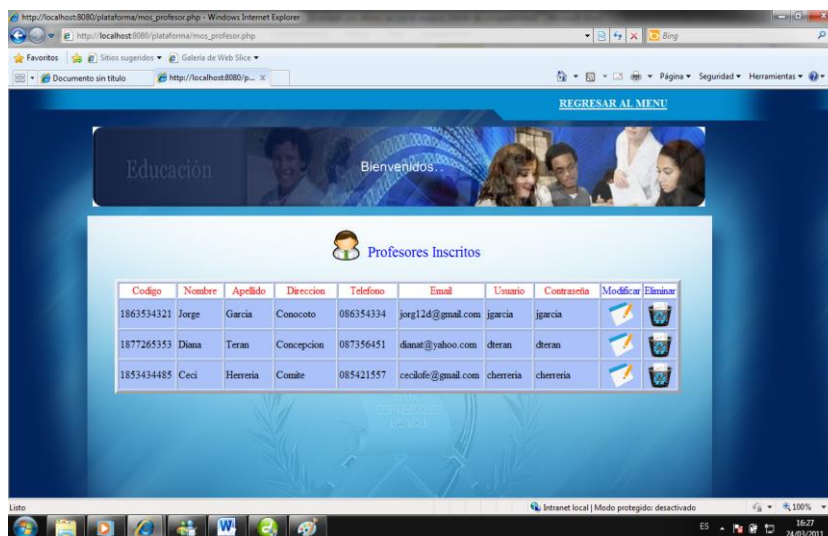 http://localhost:8080/plataforma/mos_profesor.php - Windows Internet Explorer
http://localhost:8080/plataforma/mos_profesor.php
Bing
Favoritos Sitios sugeridos Galería de Web Slice
Documento sin título http://localhost:8080/p... Página Seguridad Herramientas
REGRESAR AL MENU
Educación Bienvenidos..
Profesores Inscritos
Codigo Nombre Apellido Direccion Telefono Email Usuario Contraseña Modificar Eliminar
1863534321 Jorge Garcia Conocoto 086354334 jorg12d@gmail.com jgarcia jgarcia
1877265353 Diana Teran Concepcion 087356451 dianat@yahoo.com dteran dteran
1853434485 Ceci Herreria Comite 085421557 cecilofe@gmail.com cherreria cherreria
SEPTIEMBRE
Listo Intranet local | Modo protegido: desactivado 100%
ES 16:27
24/03/2011